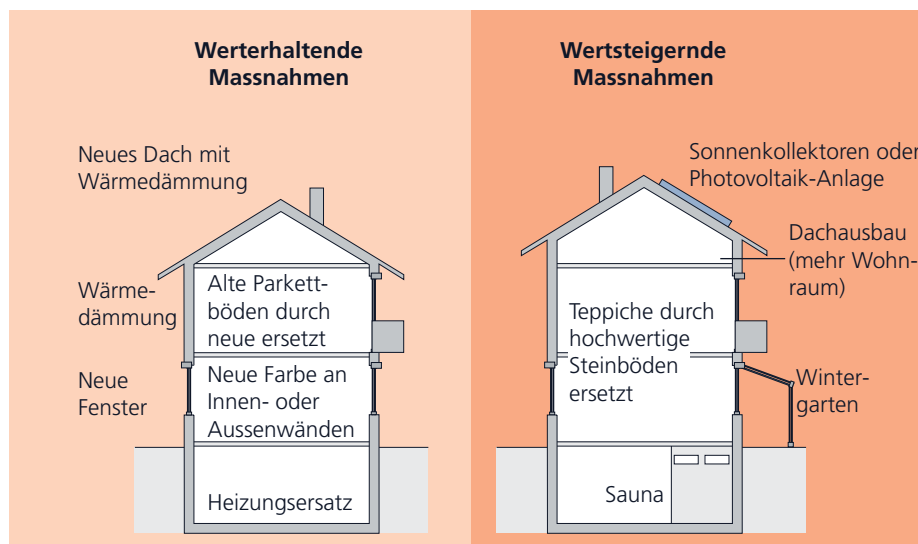 Werterhaltende
Massnahmen
Neues Dach mit
Wärmedämmung
Wärme-
dämmung
Alte Parkett-
böden durch
neue ersetzt
Neue
Fenster
Neue Farbe an
Innen- oder
Aussenwänden
Heizungsersatz
Wertsteigernde
Massnahmen
Sonnenkollektoren oder
Photovoltaik-Anlage
Dachausbau
(mehr Wohn-
raum)
Teppiche durch
hochwertige
Steinböden
ersetzt
Winter-
garten
Sauna